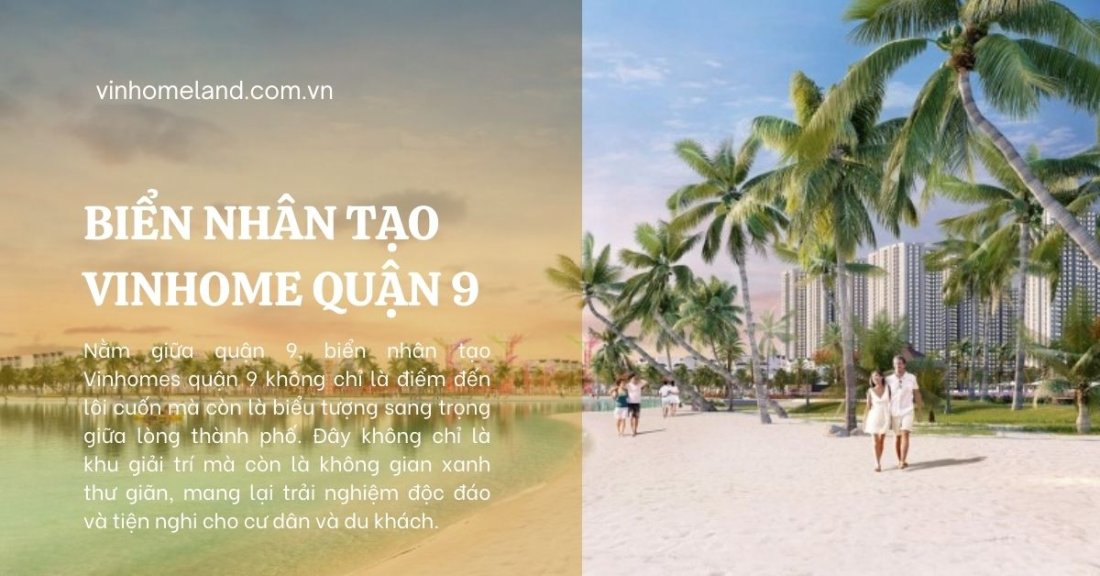 vinhomeland.com.vn
BIỂN NHÂN TẠO
VINHOME QUẬN 9
Nằm giữa quận 9, biển nhân tạo
Vinhomes quận 9 không chỉ là điểm đến
lôi cuốn mà còn là biểu tượng sang trọng
giữa lòng thành phố. Đây không chỉ là
khu giải trí mà còn là không gian xanh
thư giãn, mang lại trải nghiệm độc đáo
và tiện nghi cho cư dân và du khách.